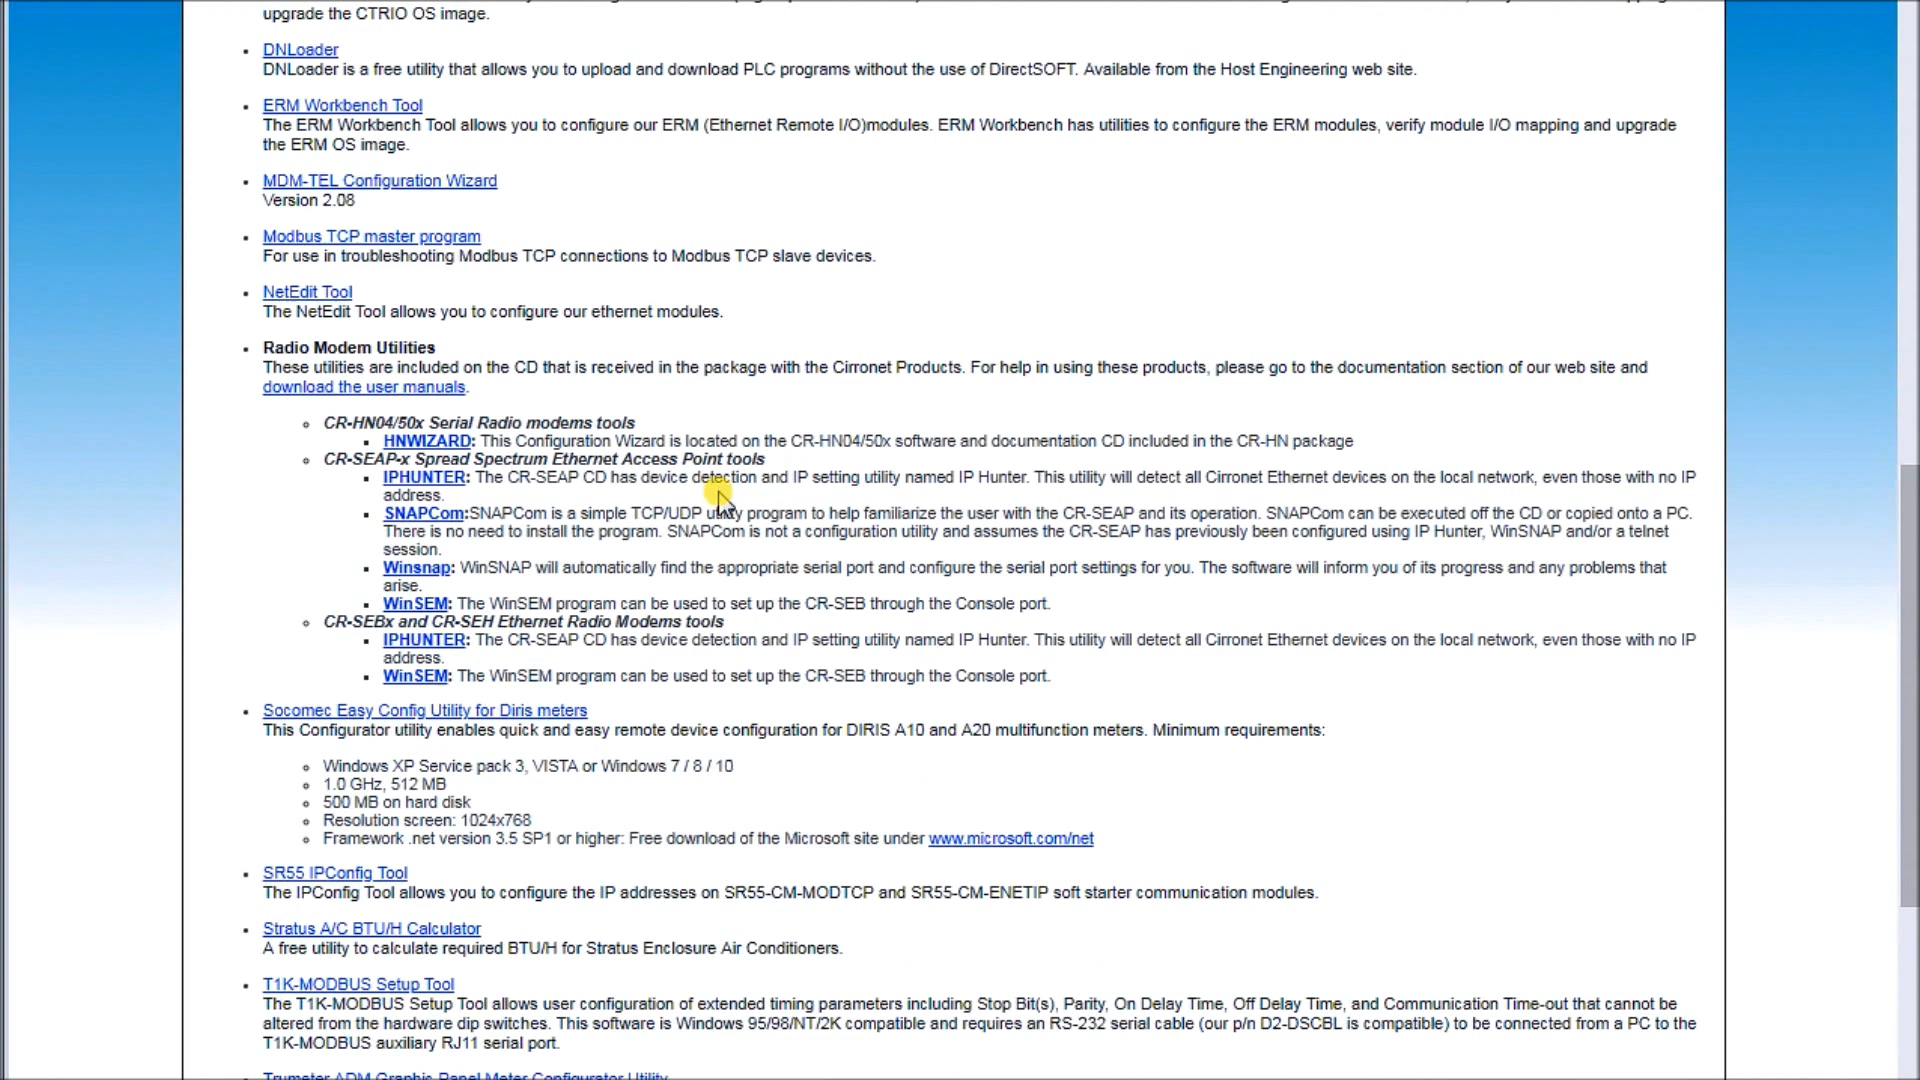 upgrade the CTRIO OS image.
DNLoader
DNLoader is a free utility that allows you to upload and download PLC programs without the use of DirectSOFT. Available from the Host Engineering web site.
ERM Workbench Tool
The ERM Workbench Tool allows you to configure our ERM (Ethernet Remote I/O)modules. ERM Workbench has utilities to configure the ERM modules, verify module I/O mapping and upgrade
the ERM OS image.
MDM-TEL Configuration Wizard
Version 2.08
Modbus TCP master program
For use in troubleshooting Modbus TCP connections to Modbus TCP slave devices.
NetEdit Tool
The NetEdit Tool allows you to configure our ethernet modules.
Radio Modem Utilities
These utilities are included on the CD that is received in the package with the Cirronet Products. For help in using these products, please go to the documentation section of our web site and
download the user manuals.
CR-HN04/50x Serial Radio modems tools
HNWIZARD: This Configuration Wizard is located on the CR-HN04/50x software and documentation CD included in the CR-HN package
CR-SEAP-x Spread Spectrum Ethernet Access Point tools
IPHUNTER: The CR-SEAP CD has device detection and IP setting utility named IP Hunter. This utility will detect all Cirronet Ethernet devices on the local network, even those with no IP
address.
SNAPCom:SNAPCom is a simple TCP/UDP utility program to help familiarize the user with the CR-SEAP and its operation. SNAPCom can be executed off the CD or copied onto a PC.
There is no need to install the program. SNAPCom is not a configuration utility and assumes the CR-SEAP has previously been configured using IP Hunter, WinSNAP and/or a telnet
session.
Winsnap: WinSNAP will automatically find the appropriate serial port and configure the serial port settings for you. The software will inform you of its progress and any problems that
arise.
WinSEM: The WinSEM program can be used to set up the CR-SEB through the Console port.
CR-SEBx and CR-SEH Ethernet Radio Modems tools
IPHUNTER: The CR-SEAP CD has device detection and IP setting utility named IP Hunter. This utility will detect all Cirronet Ethernet devices on the local network, even those with no IP
address.
WinSEM: The WinSEM program can be used to set up the CR-SEB through the Console port.
Socomec Easy Config Utility for Diris meters
This Configurator utility enables quick and easy remote device configuration for DIRIS A10 and A20 multifunction meters. Minimum requirements:
Windows XP Service pack 3, VISTA or Windows 7 / 8 / 10
1.0 GHz, 512 MB
500 MB on hard disk
Resolution screen: 1024x768
Framework .net version 3.5 SP1 or higher: Free download of the Microsoft site under www.microsoft.com/net
SR55 IPConfig Tool
The IPConfig Tool allows you to configure the IP addresses on SR55-CM-MODTCP and SR55-CM-ENETIP soft starter communication modules.
Stratus A/C BTU/H Calculator
A free utility to calculate required BTU/H for Stratus Enclosure Air Conditioners.
T1K-MODBUS Setup Tool
The T1K-MODBUS Setup Tool allows user configuration of extended timing parameters including Stop Bit(s), Parity, On Delay Time, Off Delay Time, and Communication Time-out that cannot be
altered from the hardware dip switches. This software is Windows 95/98/NT/2K compatible and requires an RS-232 serial cable (our p/n D2-DSCBL is compatible) to be connected from a PC to the
T1K-MODBUS auxiliary RJ11 serial port.
Trumeter ADM Graphic Panel Meter Configurator Utility